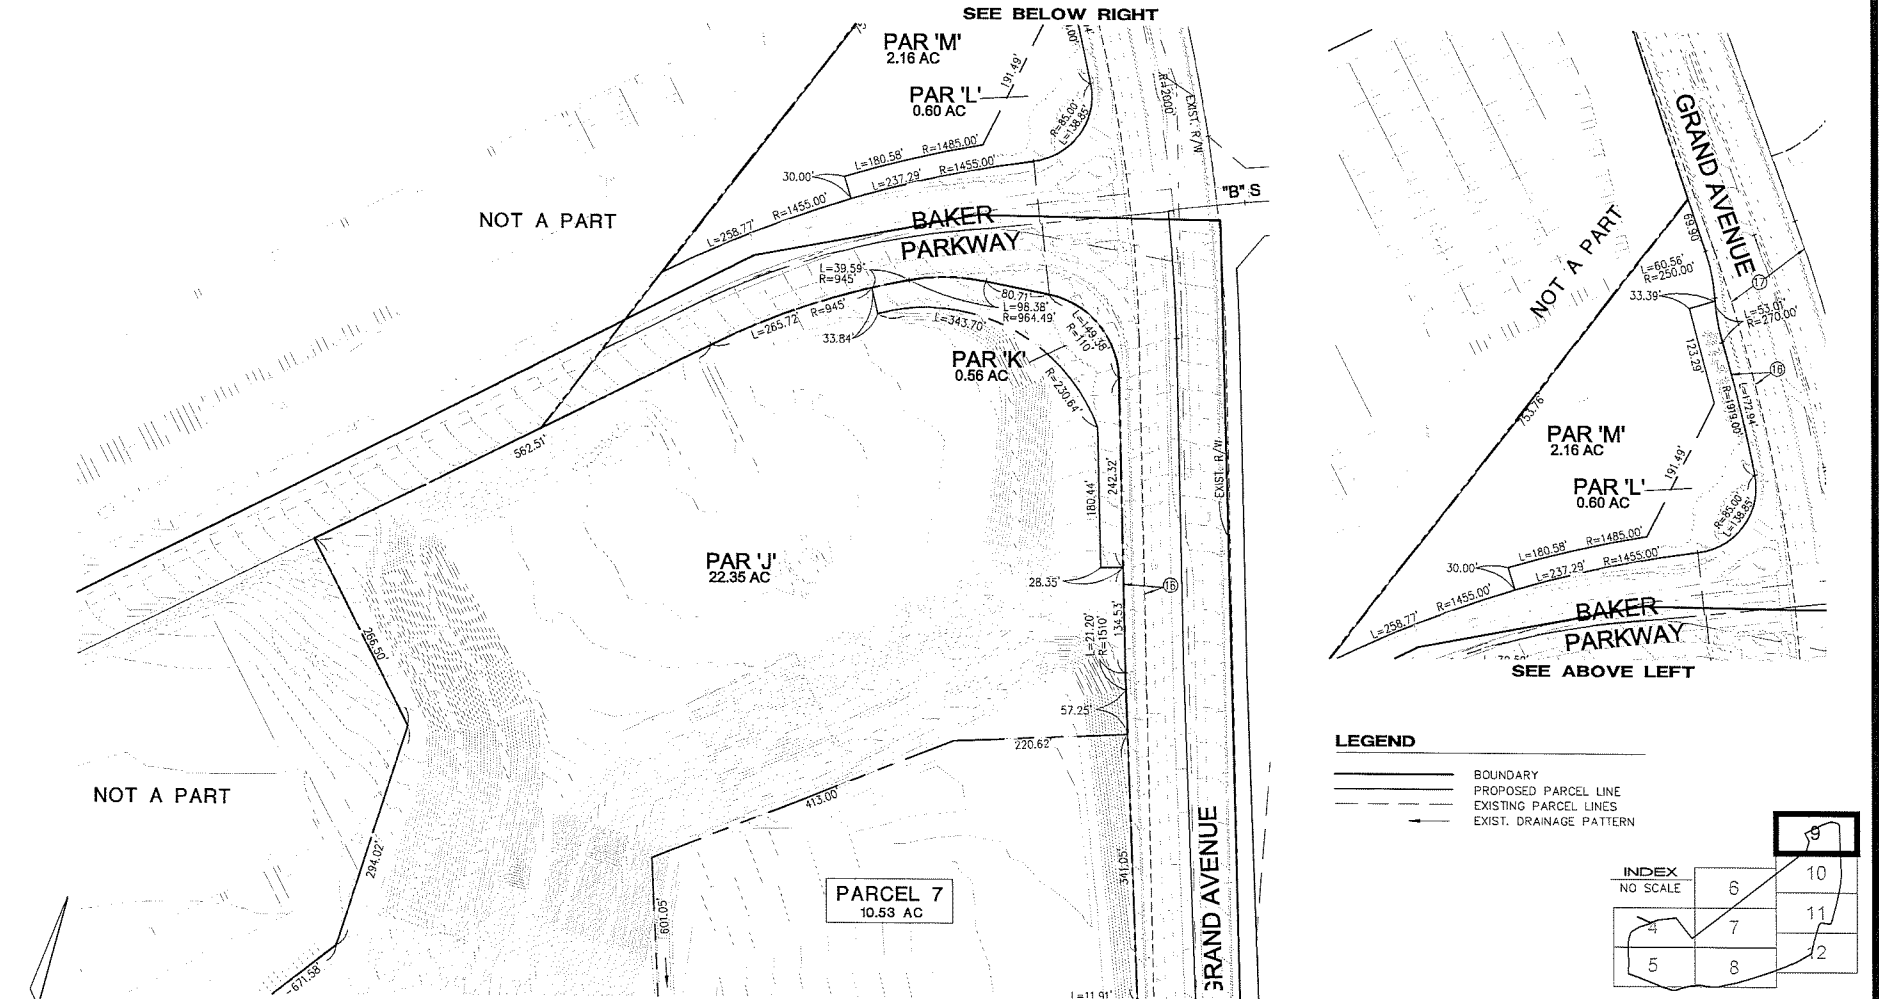 SEE BELOW RIGHT
PAR 'M'
2.16 AC
191.49'
PAR 'L'
0.60 AC
R=85.00'
L=138.85'
R=2000'
EXIST. R/W
L=180.58' R=1485.00'
30.00'
L=237.29' R=1455.00'
L=258.77' R=1455.00'
"B" S
NOT A PART
BAKER
PARKWAY
L=39.59'
R=945'
80.71'
L=98.38'
R=964.49'
L=265.72' R=945'
33.84'
L=343.70'
R=230.64'
L=149.38'
R=110'
PAR 'K'
0.56 AC
562.51'
PAR 'J'
22.35 AC
180.44'
242.32'
EXIST. R/W
28.35'
16
L=21.20'
R=1510'
134.53'
57.25'
220.62'
266.50'
NOT A PART
294.02'
671.58'
413.00'
601.05'
PARCEL 7
10.53 AC
341.05'
GRAND AVENUE
L=11.91'
GRAND AVENUE
NOT A PART
69.90'
L=60.58'
R=250.00'
33.39'
17
L=53.01'
R=270.00'
123.29'
16
L=172.94'
R=1919.00'
753.76'
PAR 'M'
2.16 AC
191.49'
PAR 'L'
0.60 AC
R=85.00'
L=138.85'
L=180.58' R=1485.00'
30.00'
L=237.29' R=1455.00'
L=258.77' R=1455.00'
BAKER
PARKWAY
SEE ABOVE LEFT
LEGEND
BOUNDARY
PROPOSED PARCEL LINE
EXISTING PARCEL LINES
EXIST. DRAINAGE PATTERN
INDEX
NO SCALE
9
6
10
4
7
11
5
8
12